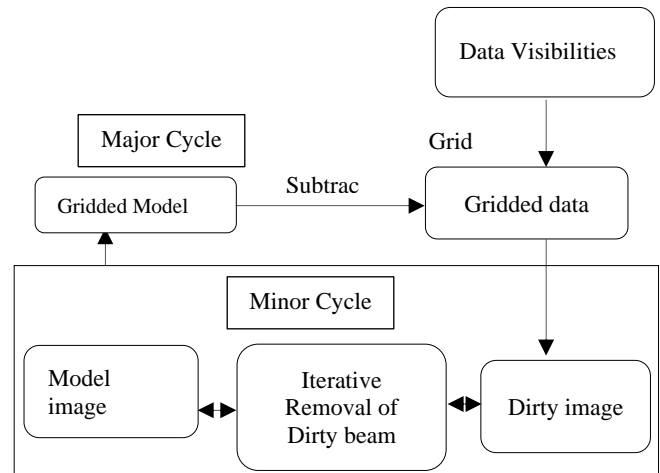 Data Visibilities
Major Cycle
Grid
Gridded Model
Subtrac
Gridded data
Minor Cycle
Model
image
Iterative
Removal of
Dirty beam
Dirty image